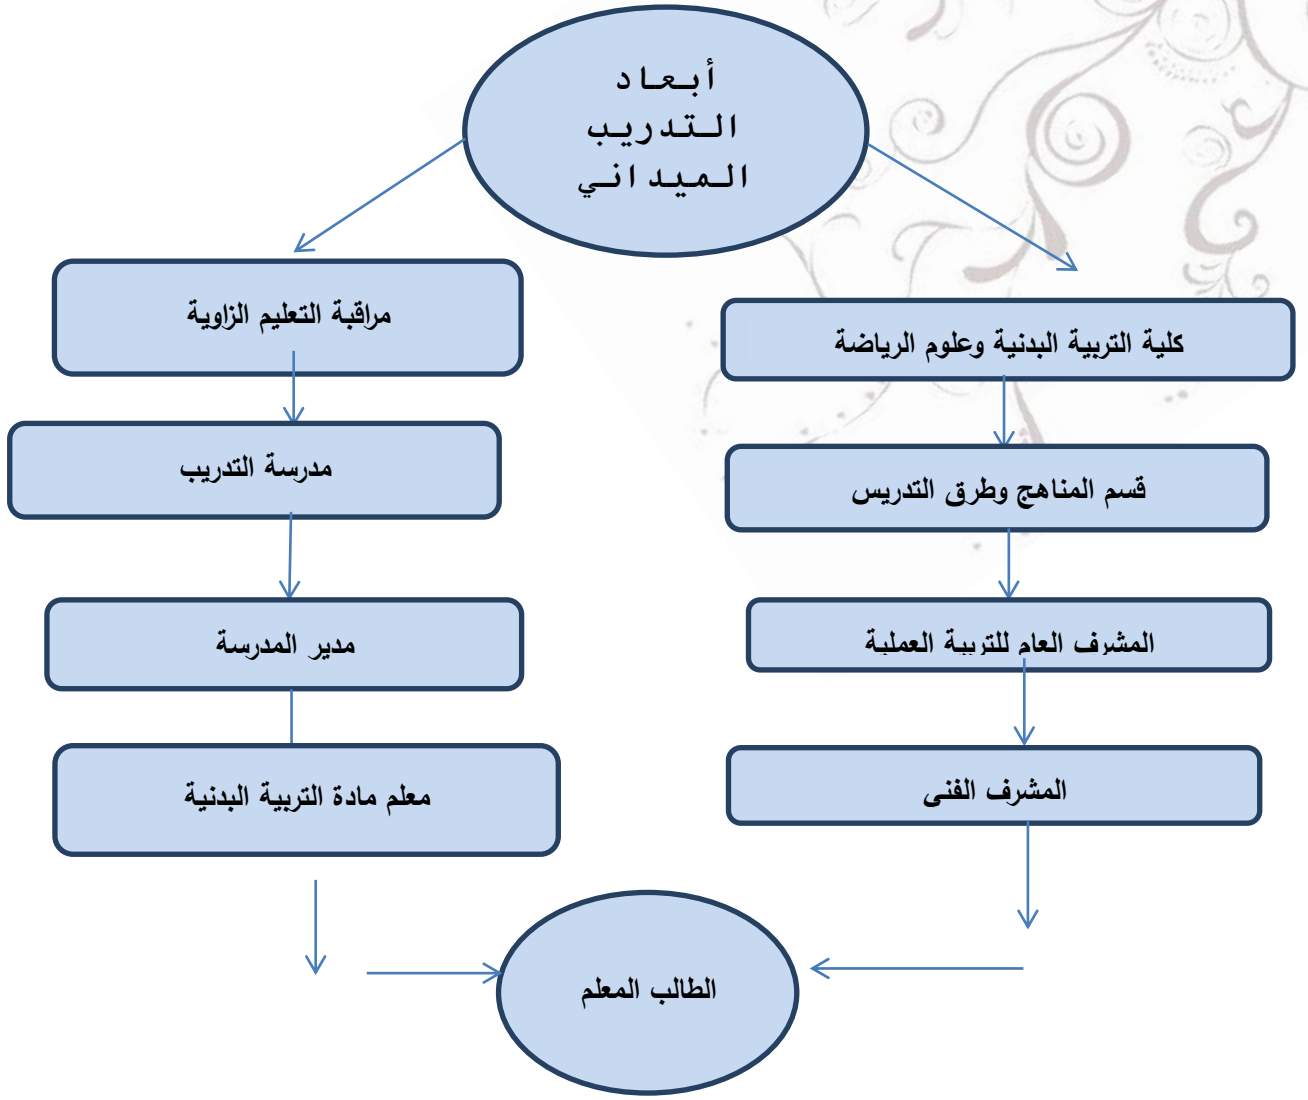 أبعاد
التدريب
الميداني
كلية التربية البدنية وعلوم الرياضة
قسم المناهج وطرق التدريس
المشرف العام للتربية العملية
المشرف الفنى
مراقبة التعليم الزاوية
مدرسة التدريب
مدير المدرسة
معلم مادة التربية البدنية
الطالب المعلم